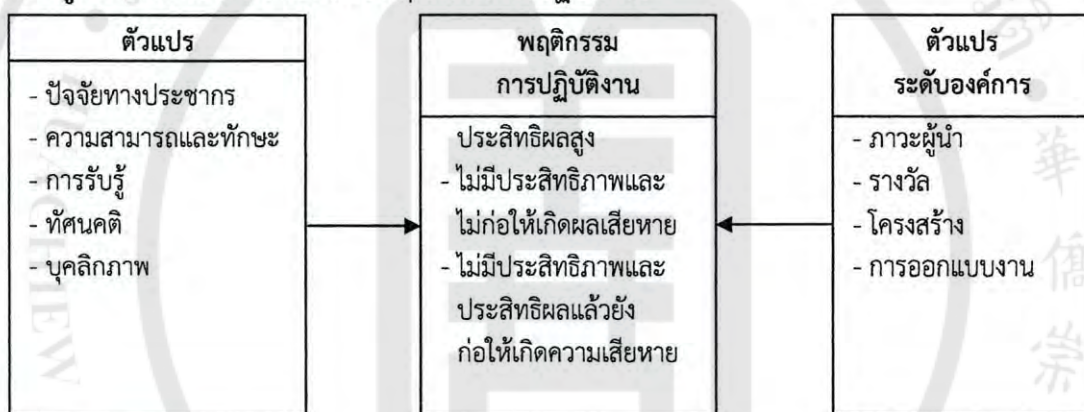 ตัวแปร
- ปัจจัยทางประชากร
- ความสามารถและทักษะ
- การรับรู้
- ทัศนคติ
- บุคลิกภาพ
พฤติกรรม
การปฏิบัติงาน
ประสิทธิผลสูง
- ไม่มีประสิทธิภาพและ
ไม่ก่อให้เกิดผลเสียหาย
- ไม่มีประสิทธิภาพและ
ประสิทธิผลแล้วยัง
ก่อให้เกิดความเสียหาย
ตัวแปร
ระดับองค์การ
- ภาวะผู้นำ
- รางวัล
- โครงสร้าง
- การออกแบบงาน
HUACHIEW
華
僑
崇